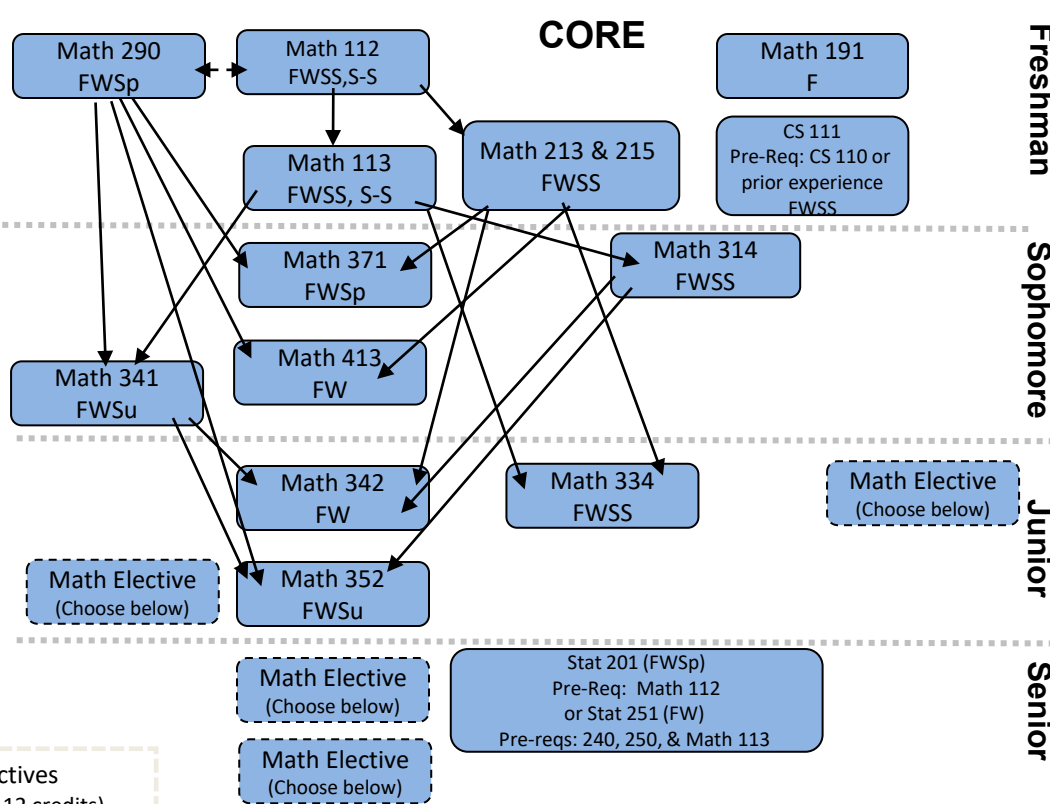 CORE
Freshman
Math 290
FWSp
Math 112
FWSS,S-S
Math 191
F
Math 113
FWSS, S-S
Math 213 & 215
FWSS
CS 111
Pre-Req: CS 110 or
prior experience
FWSS
Sophomore
Math 371
FWSp
Math 314
FWSS
Math 341
FWSu
Math 413
FW
Junior
Math 342
FW
Math 334
FWSS
Math Elective
(Choose below)
Math Elective
(Choose below)
Math 352
FWSu
Senior
Math Elective
(Choose below)
Stat 201 (FWSp)
Pre-Req:  Math 112
or Stat 251 (FW)
Pre-reqs: 240, 250, & Math 113
Math Elective
(Choose below)
ctives
12 credits)